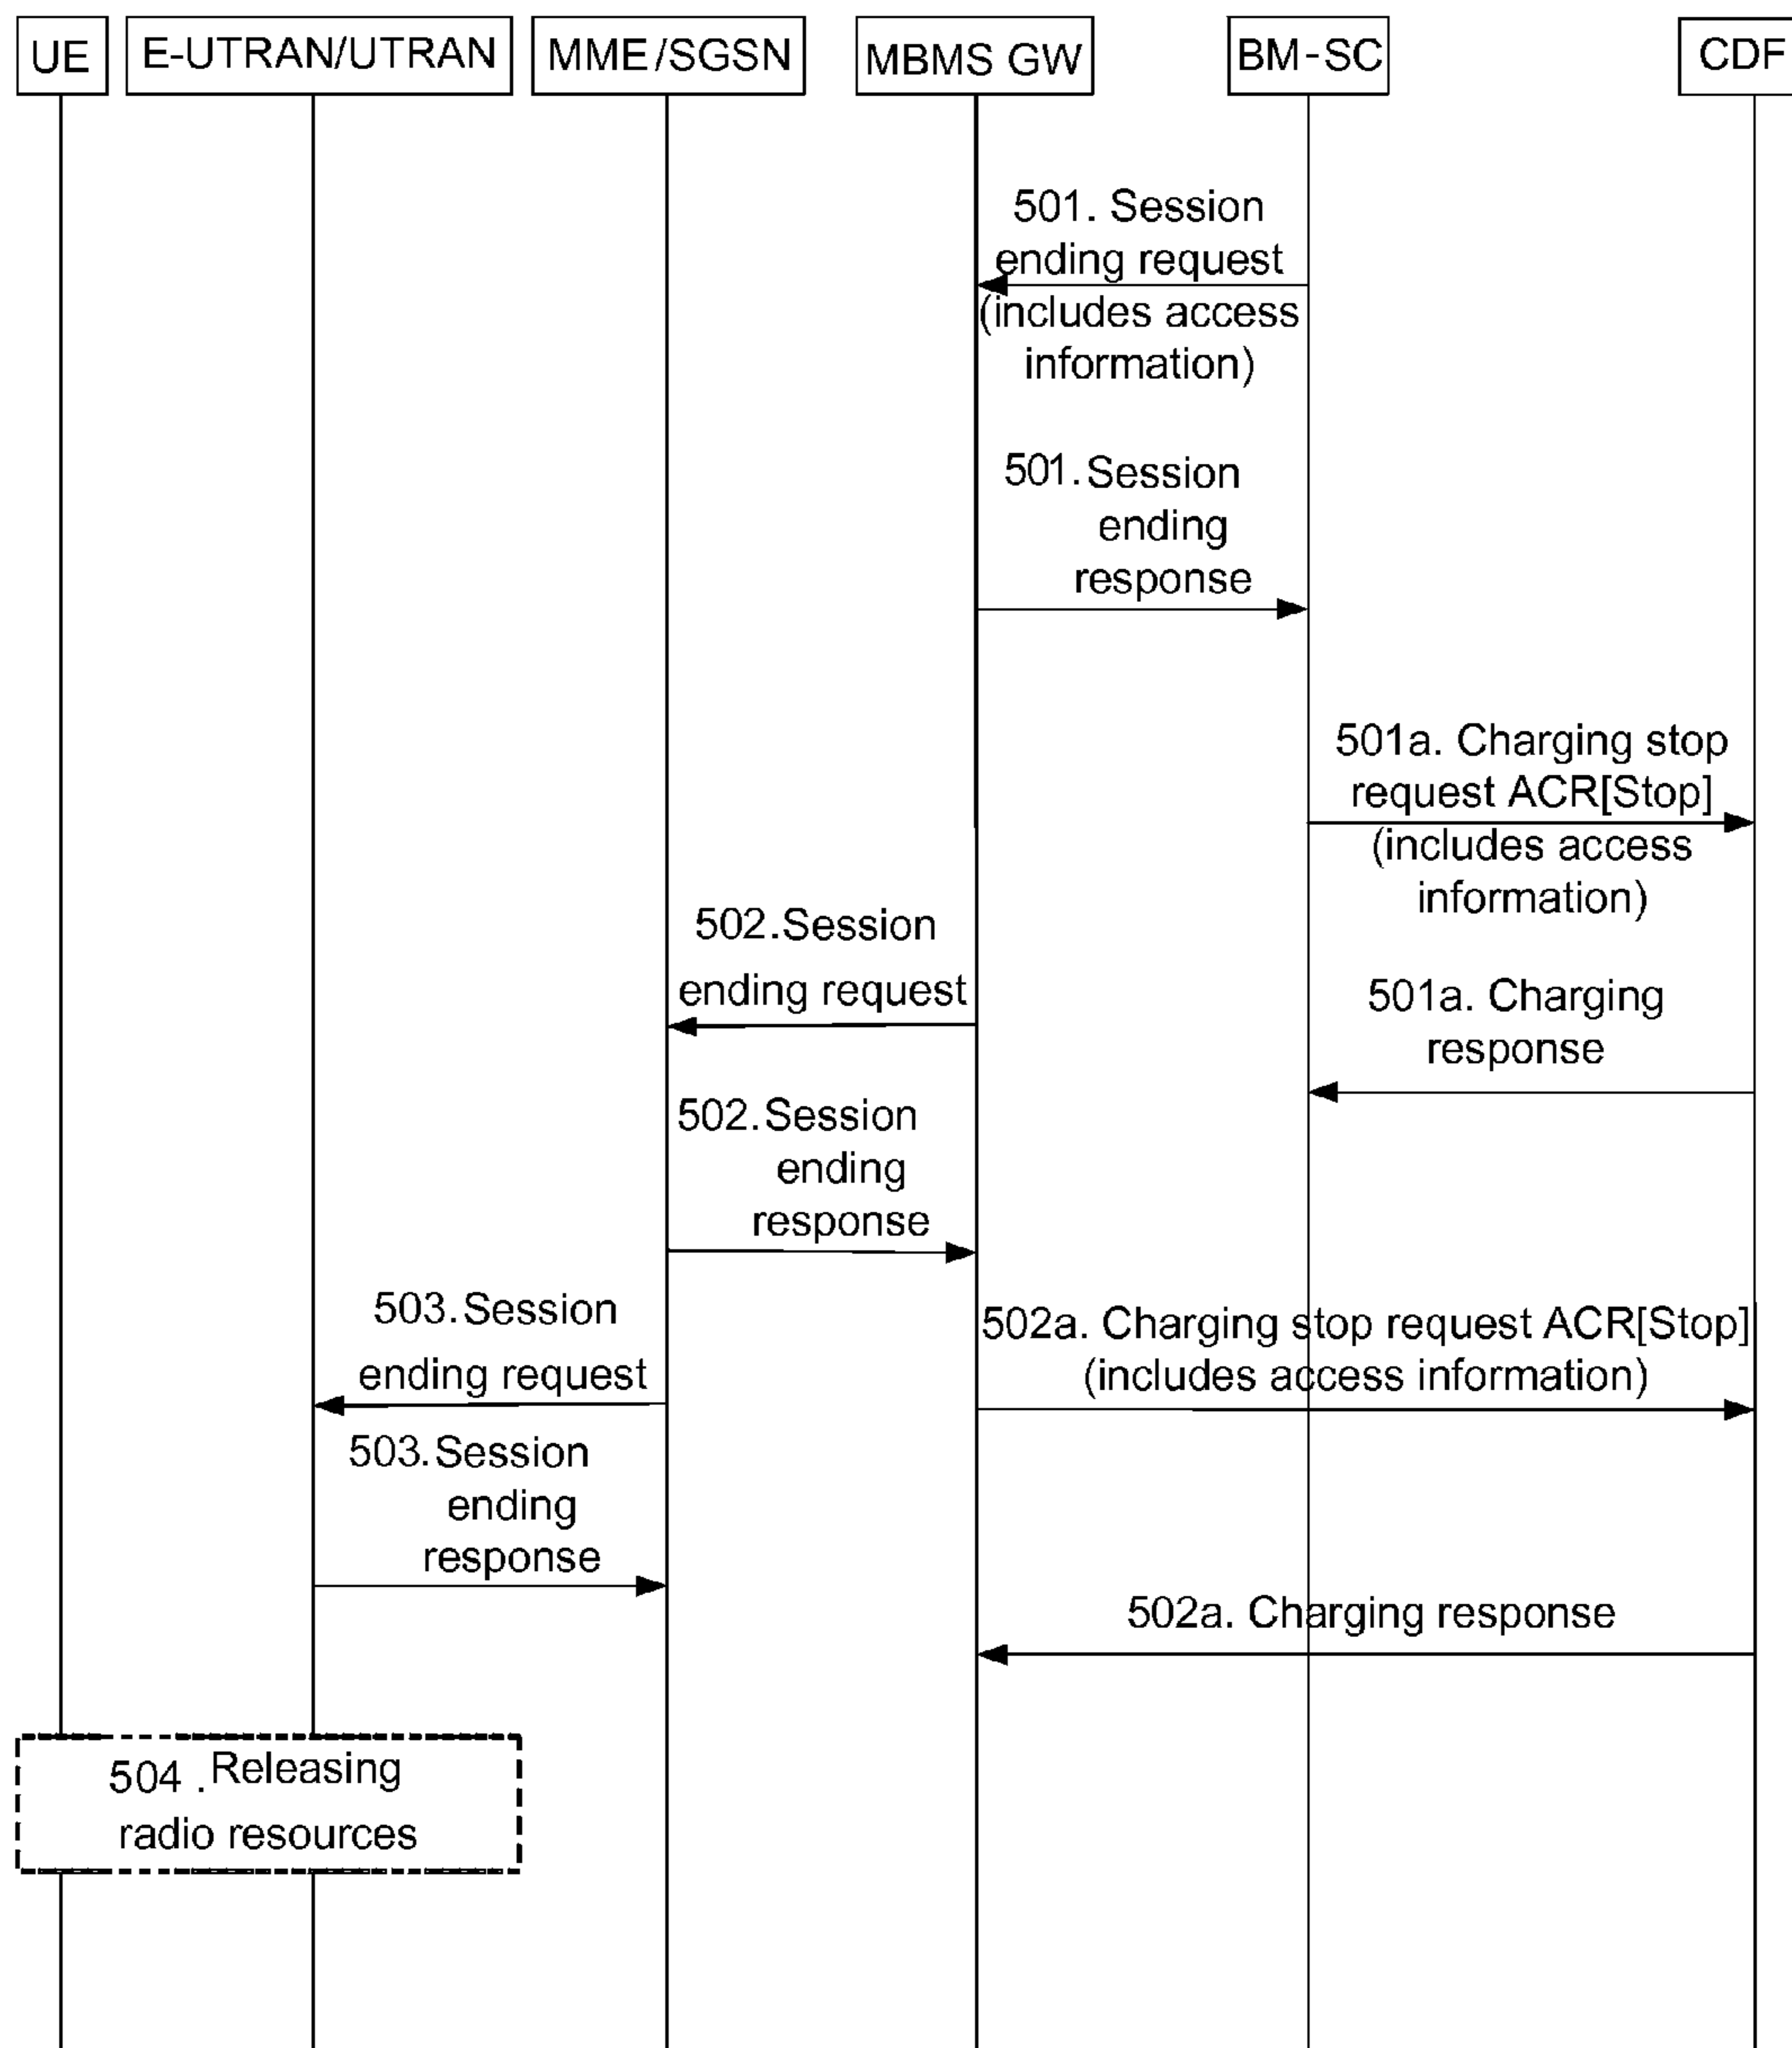 UE
E-UTRAN/UTRAN
MME/SGSN
MBMS GW
BM-SC
CDF
501. Session
ending request
(includes access
information)
501. Session
ending
response
501a. Charging stop
request ACR[Stop]
(includes access
information)
502. Session
ending request
501a. Charging
response
502. Session
ending
response
503. Session
ending request
502a. Charging stop request ACR[Stop]
(includes access information)
503. Session
ending
response
502a. Charging response
504. Releasing
radio resources